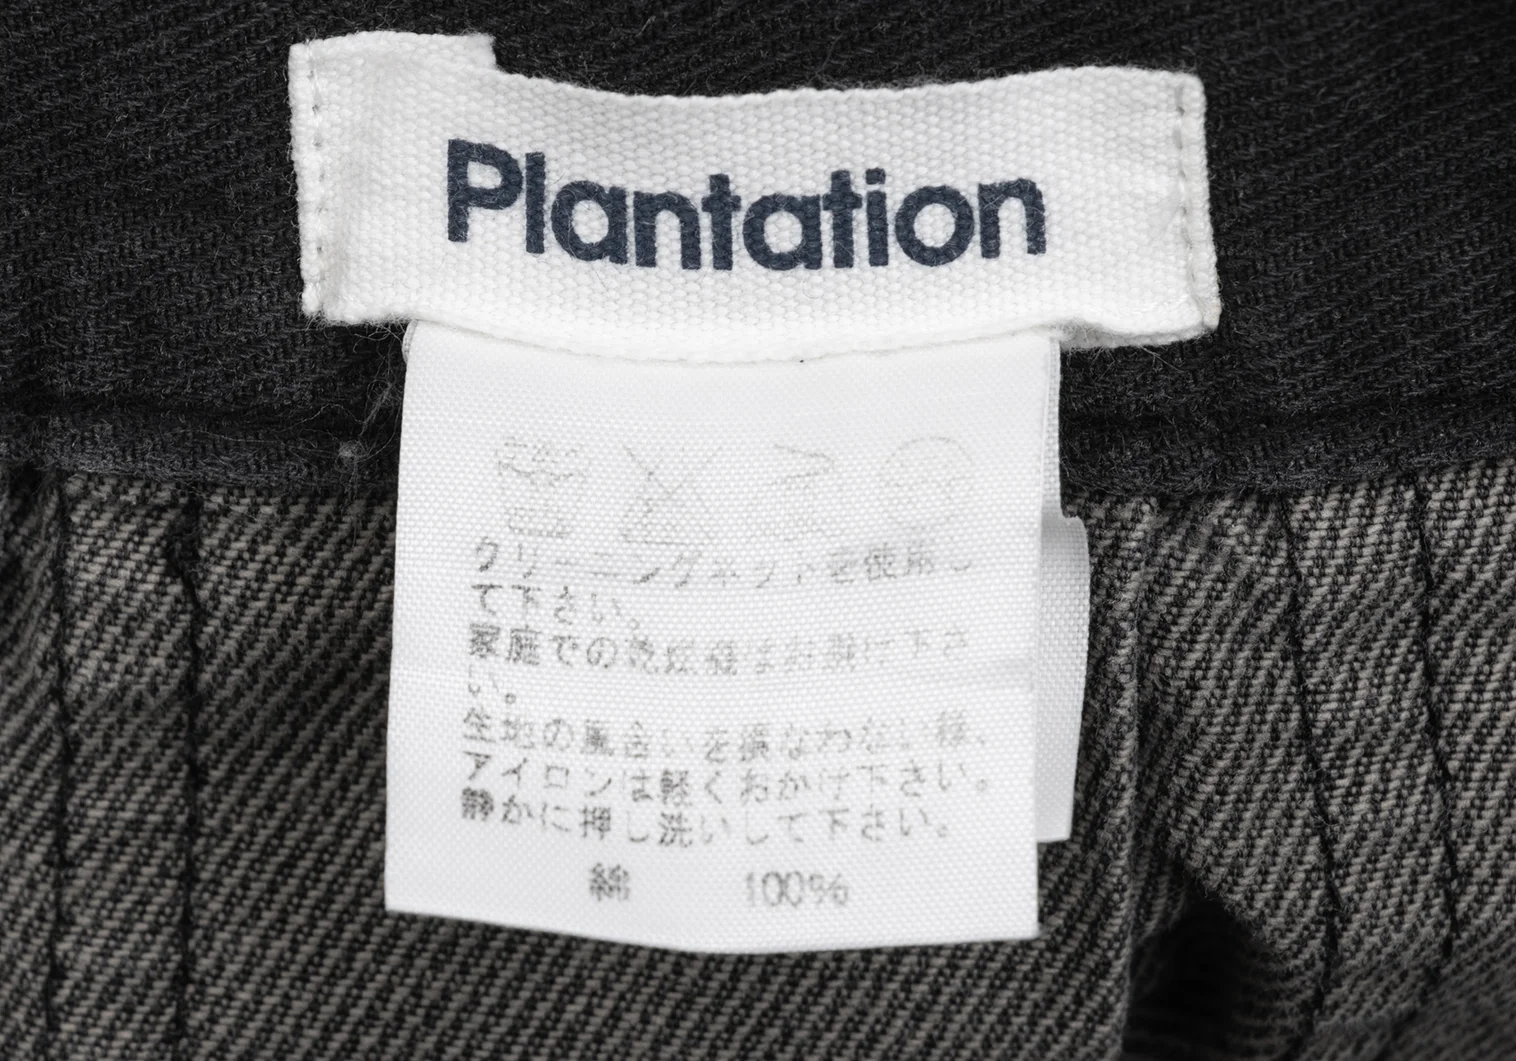 Plantation
クリーニングネットを使用し
て下さい。
家庭での乾燥機はお避け下さ
い。
生地の風合いを損なわない様、
アイロンは軽くおかけ下さい。
静かに押し洗いして下さい。
綿 100%